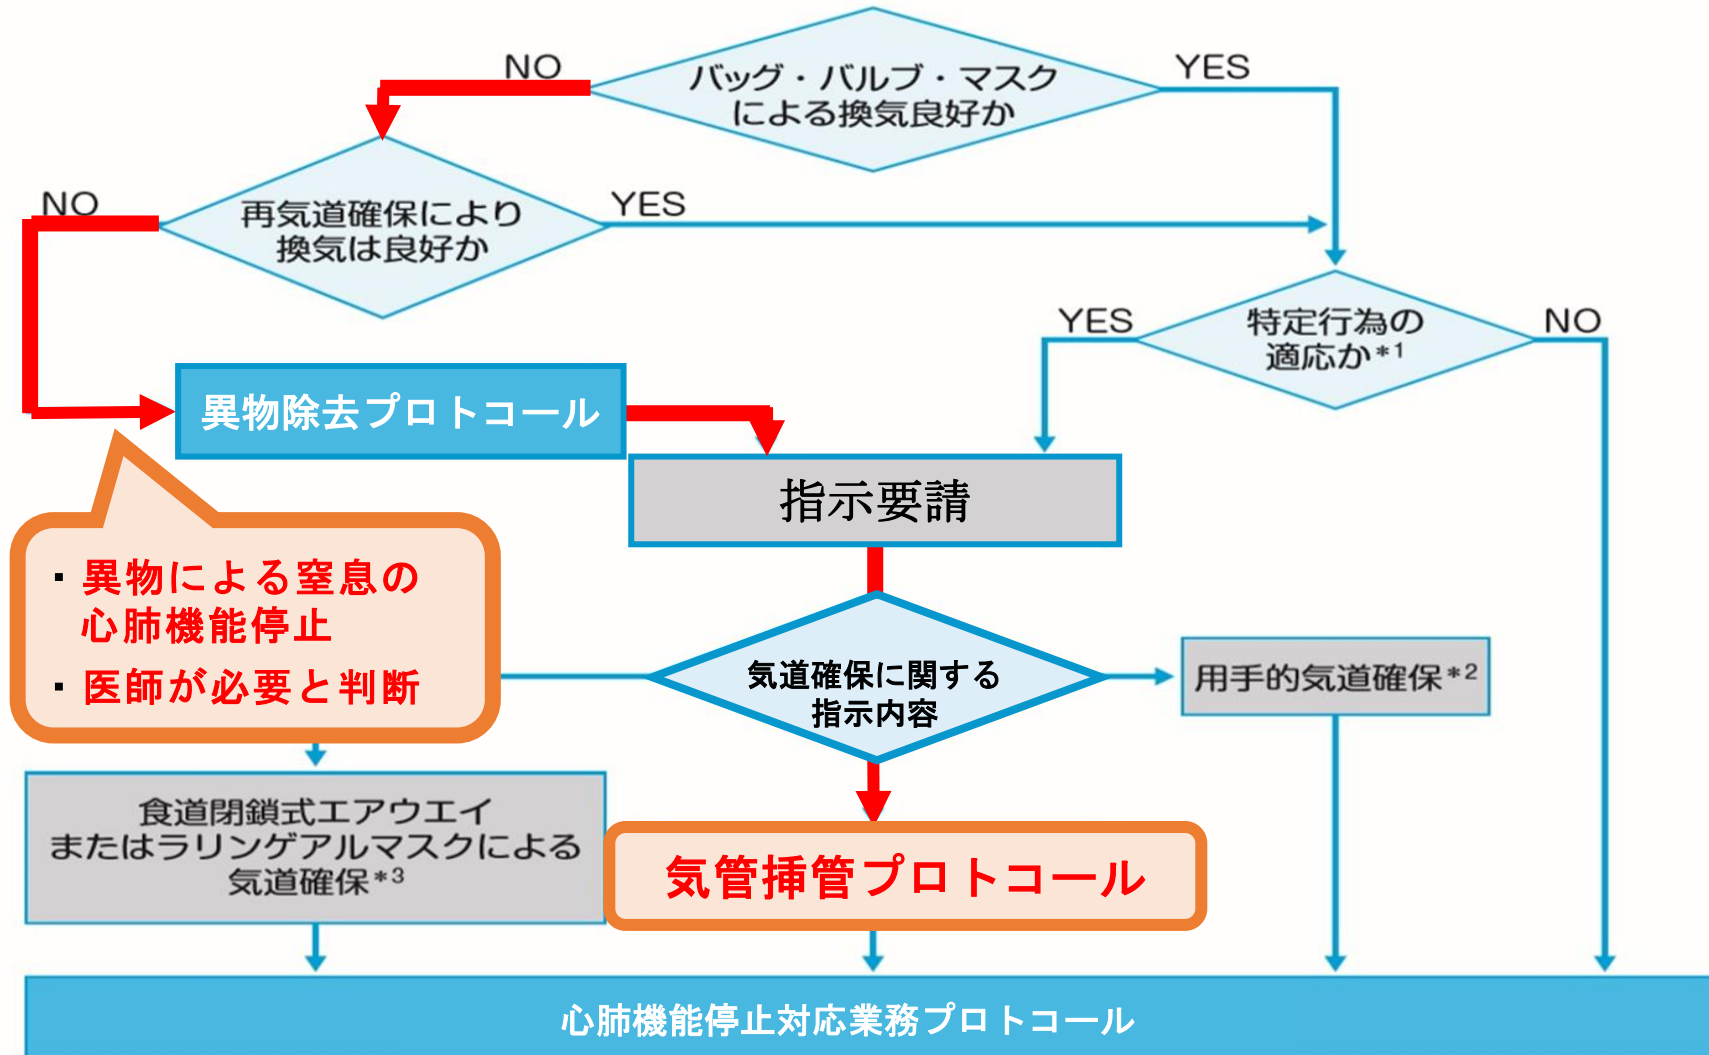 NO
バッグ・バルブ・マスク
による換気良好か
YES
NO
再気道確保により
換気は良好か
YES
YES
特定行為の
適応か*1
NO
異物除去プロトコール
指示要請
・異物による窒息の
心肺機能停止
・医師が必要と判断
気道確保に関する
指示内容
用手的気道確保*2
食道閉鎖式エアウエイ
またはラリンゲアルマスクによる
気道確保*3
気管挿管プロトコール
心肺機能停止対応業務プロトコール